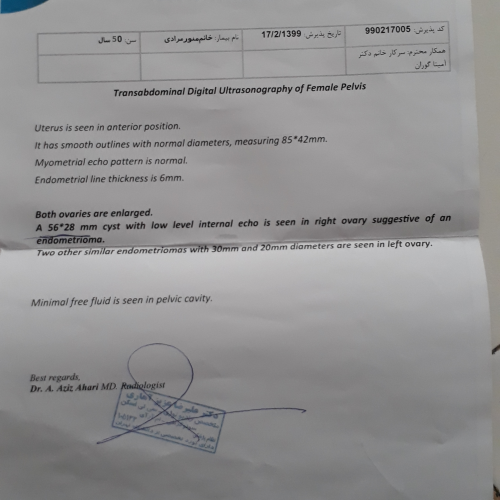 کد پذیرش: 990217005 تاریخ پذیرش: 17/2/1399 نام بیمار: خانم منور مرادی سن: 50 سال
همکار محترم: سرکار خانم دکتر
آمیتا گوران
Transabdominal Digital Ultrasonography of Female Pelvis
Uterus is seen in anterior position.
It has smooth outlines with normal diameters, measuring 85*42mm.
Myometrial echo pattern is normal.
Endometrial line thickness is 6mm.
Both ovaries are enlarged.
A 56*28 mm cyst with low level internal echo is seen in right ovary suggestive of an
endometrioma.
Two other similar endometriomas with 30mm and 20mm diameters are seen in left ovary.
Minimal free fluid is seen in pelvic cavity.
Best regards,
Dr. A. Aziz Ahari MD. Radiologist
دکتر علیرضا عزیز اهری